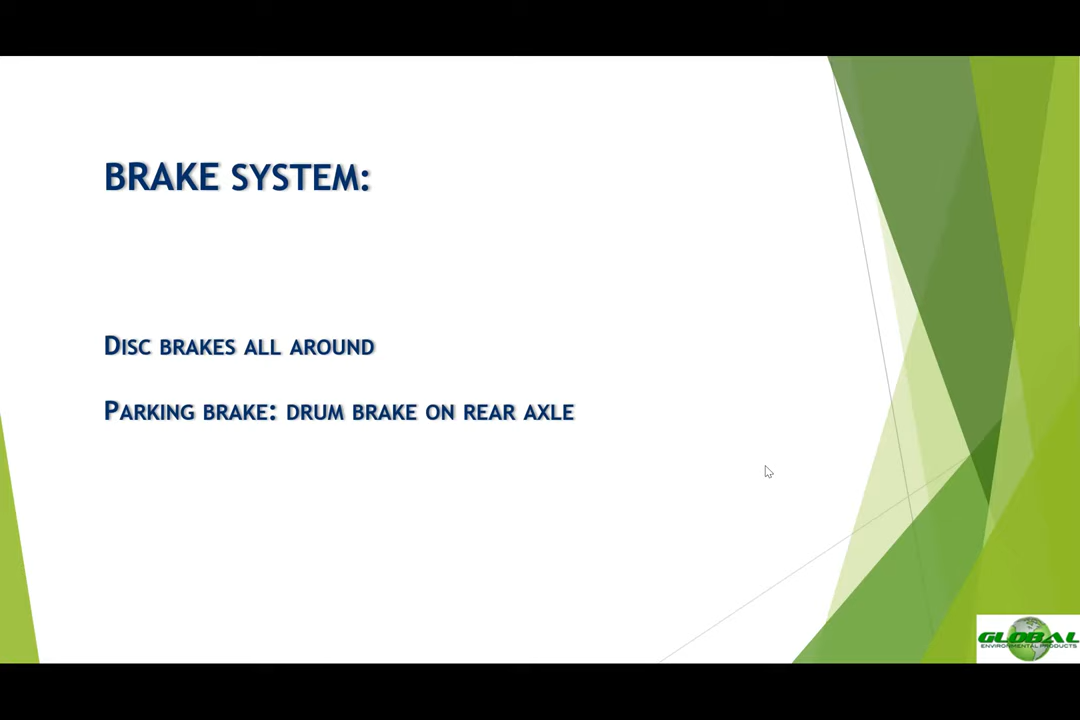 BRAKE SYSTEM:
DISC BRAKES ALL AROUND
PARKING BRAKE: DRUM BRAKE ON REAR AXLE
GLOBAL
ENVIRONMENTAL PRODUCTS